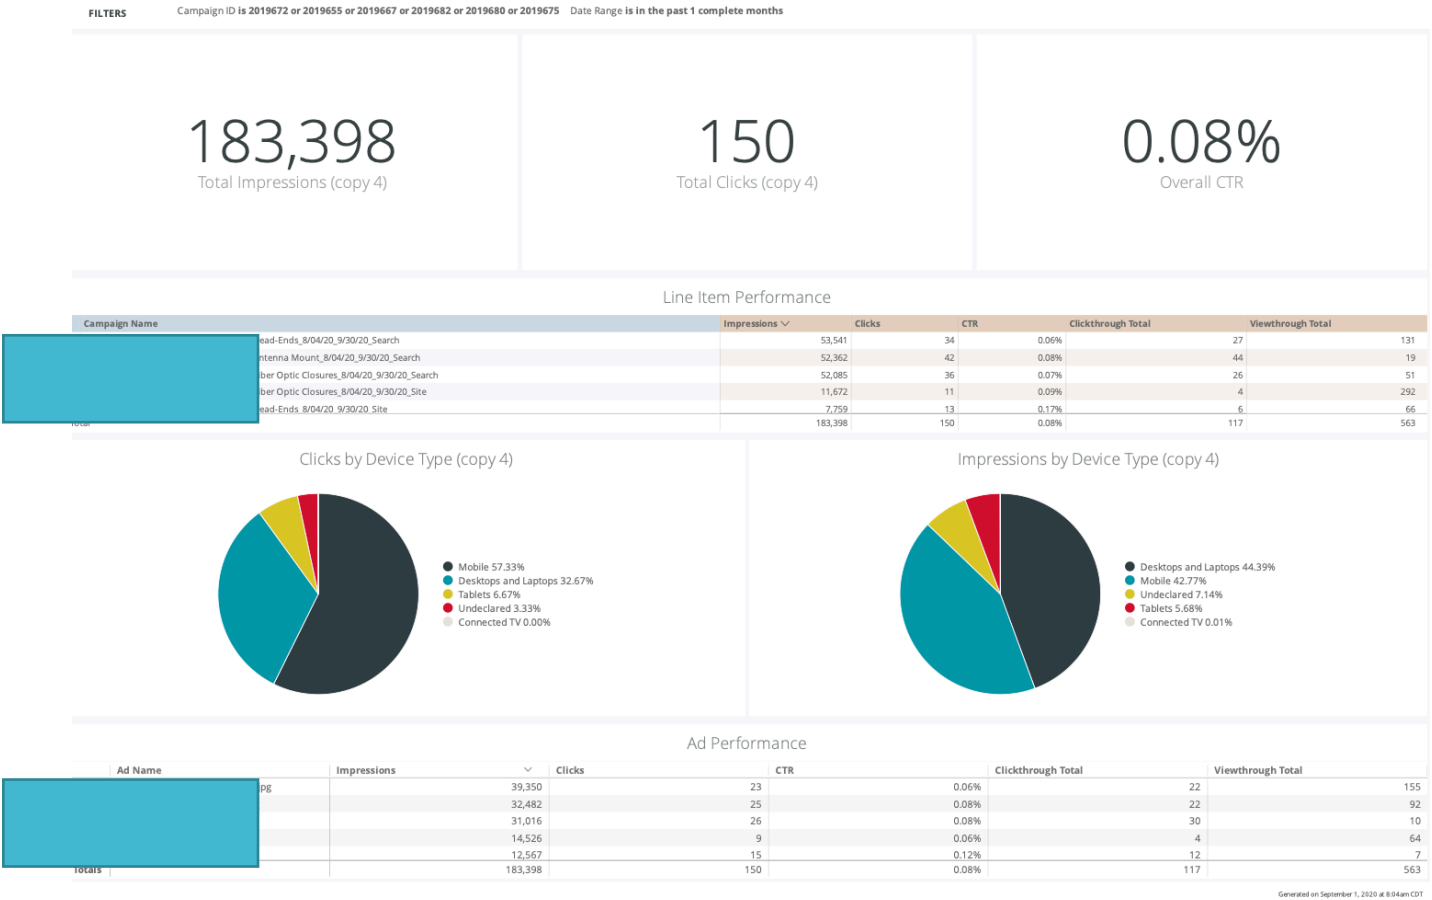 FILTERS Campaign ID is 2019672 or 2019655 or 2019667 or 2019682 or 2019680 or 2019675 Date Range is in the past 1 complete months
183,398
Total Impressions (copy 4)
150
Total Clicks (copy 4)
0.08%
Overall CTR
Line Item Performance
Campaign Name Impressions Clicks CTR Clickthrough Total Viewthrough Total
ead-Ends_8/04/20_9/30/20_Search 53,541 34 0.06% 27 131
ntenna Mount_8/04/20_9/30/20_Search 52,362 42 0.08% 44 19
iber Optic Closures_8/04/20_9/30/20_Search 52,085 36 0.07% 26 51
iber Optic Closures_8/04/20_9/30/20_Site 11,672 11 0.09% 4 292
ead-Ends_8/04/20_9/30/20_Site 7,759 13 0.17% 6 66
183,398 150 0.08% 117 563
Clicks by Device Type (copy 4)
Mobile 57.33%
Desktops and Laptops 32.67%
Tablets 6.67%
Undeclared 3.33%
Connected TV 0.00%
Impressions by Device Type (copy 4)
Desktops and Laptops 44.39%
Mobile 42.77%
Undeclared 7.14%
Tablets 5.68%
Connected TV 0.01%
Ad Performance
Ad Name Impressions Clicks CTR Clickthrough Total Viewthrough Total
jpg 39,350 23 0.06% 22 155
32,482 25 0.08% 22 92
31,016 26 0.08% 30 10
14,526 9 0.06% 4 64
12,567 15 0.12% 12 7
Totals 183,398 150 0.08% 117 563
Generated on September 1, 2020 at 8:04am CDT